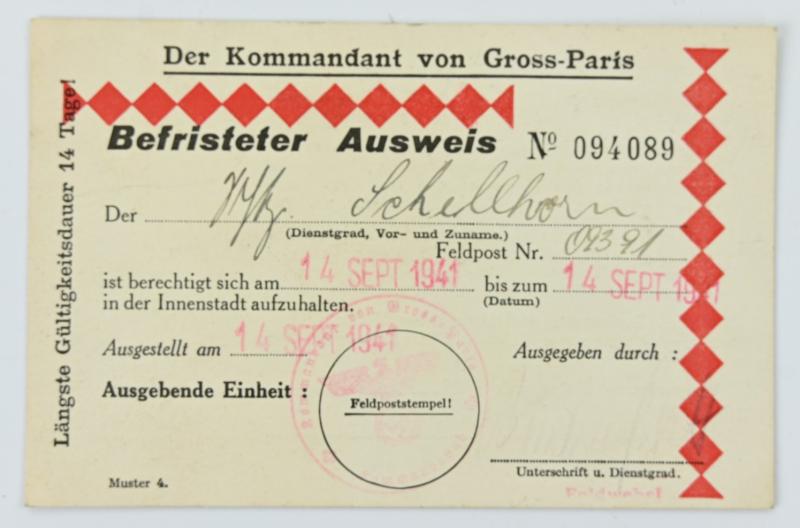 Der Kommandant von Gross-Paris
Längste Gültigkeitsdauer 14 Tage!
Befristeter Ausweis Nº 094089
Der Schellhorn
(Dienstgrad, Vor- und Zuname.)
Feldpost Nr. 04391
ist berechtigt sich am 14 SEPT 1941 bis zum 14 SEPT 1941
in der Innenstadt aufzuhalten. (Datum)
Ausgestellt am 14 SEPT 1941 Ausgegeben durch :
Ausgebende Einheit :
Feldpoststempel!
Unterschrift u. Dienstgrad.
Feldwebel
Muster 4.